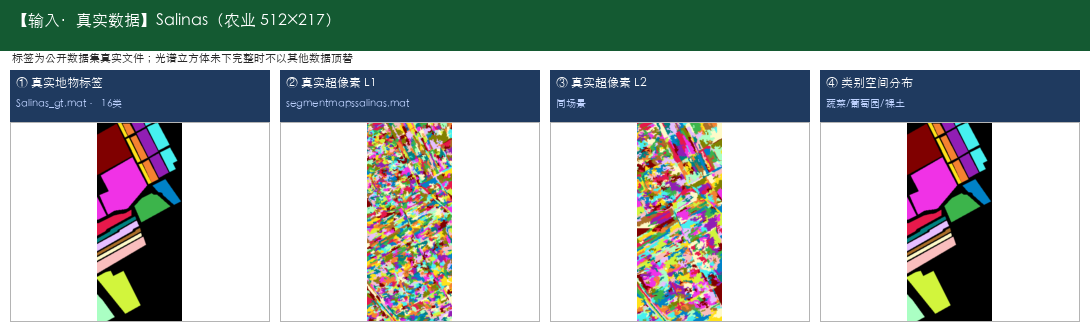 【输入· 真实数据】Salinas（农业 512×217）
标签为公开数据集真实文件；光谱立方体未下完整时不以其他数据顶替
① 真实地物标签
Salinas_gt.mat · 16类
② 真实超像素 L1
segmentmapssalinas.mat
③ 真实超像素 L2
同场景
④ 类别空间分布
蔬菜/葡萄园/裸土